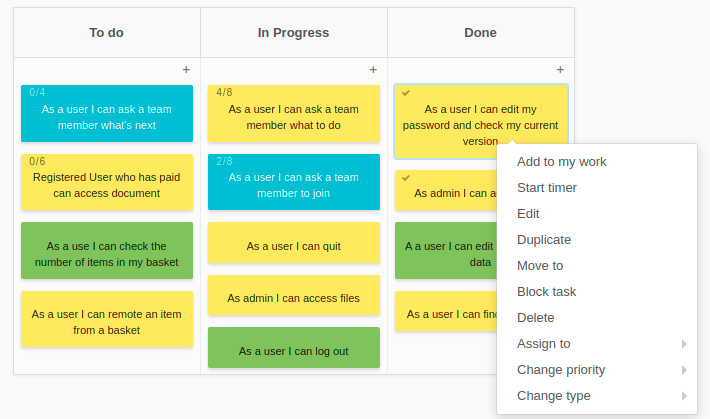 To do
In Progress
Done
+
+
+
0/4
As a user I can ask a team
member what's next
0/6
Registered User who has paid
can access document
As a use I can check the
number of items in my basket
As a user I can remote an item
from a basket
4/8
As a user I can ask a team
member what to do
2/8
As a user I can ask a team
member to join
As a user I can quit
As admin I can access files
As a user I can log out
As a user I can edit my
password and check my current
version
As admin I can a
A a user I can edit
data
As a user I can fin
Add to my work
Start timer
Edit
Duplicate
Move to
Block task
Delete
Assign to
Change priority
Change type